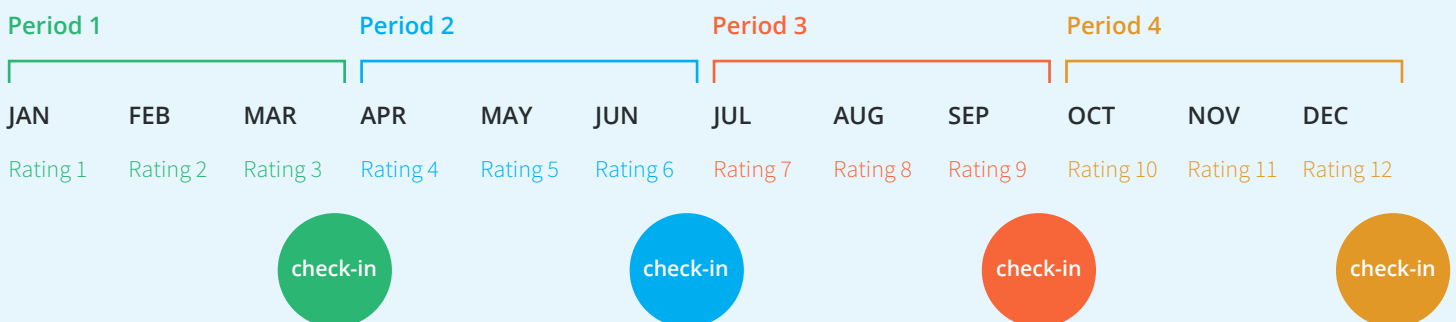 Period 1 Period 2 Period 3 Period 4
JAN FEB MAR APR MAY JUN JUL AUG SEP OCT NOV DEC
Rating 1 Rating 2 Rating 3 Rating 4 Rating 5 Rating 6 Rating 7 Rating 8 Rating 9 Rating 10 Rating 11 Rating 12
check-in check-in check-in check-in